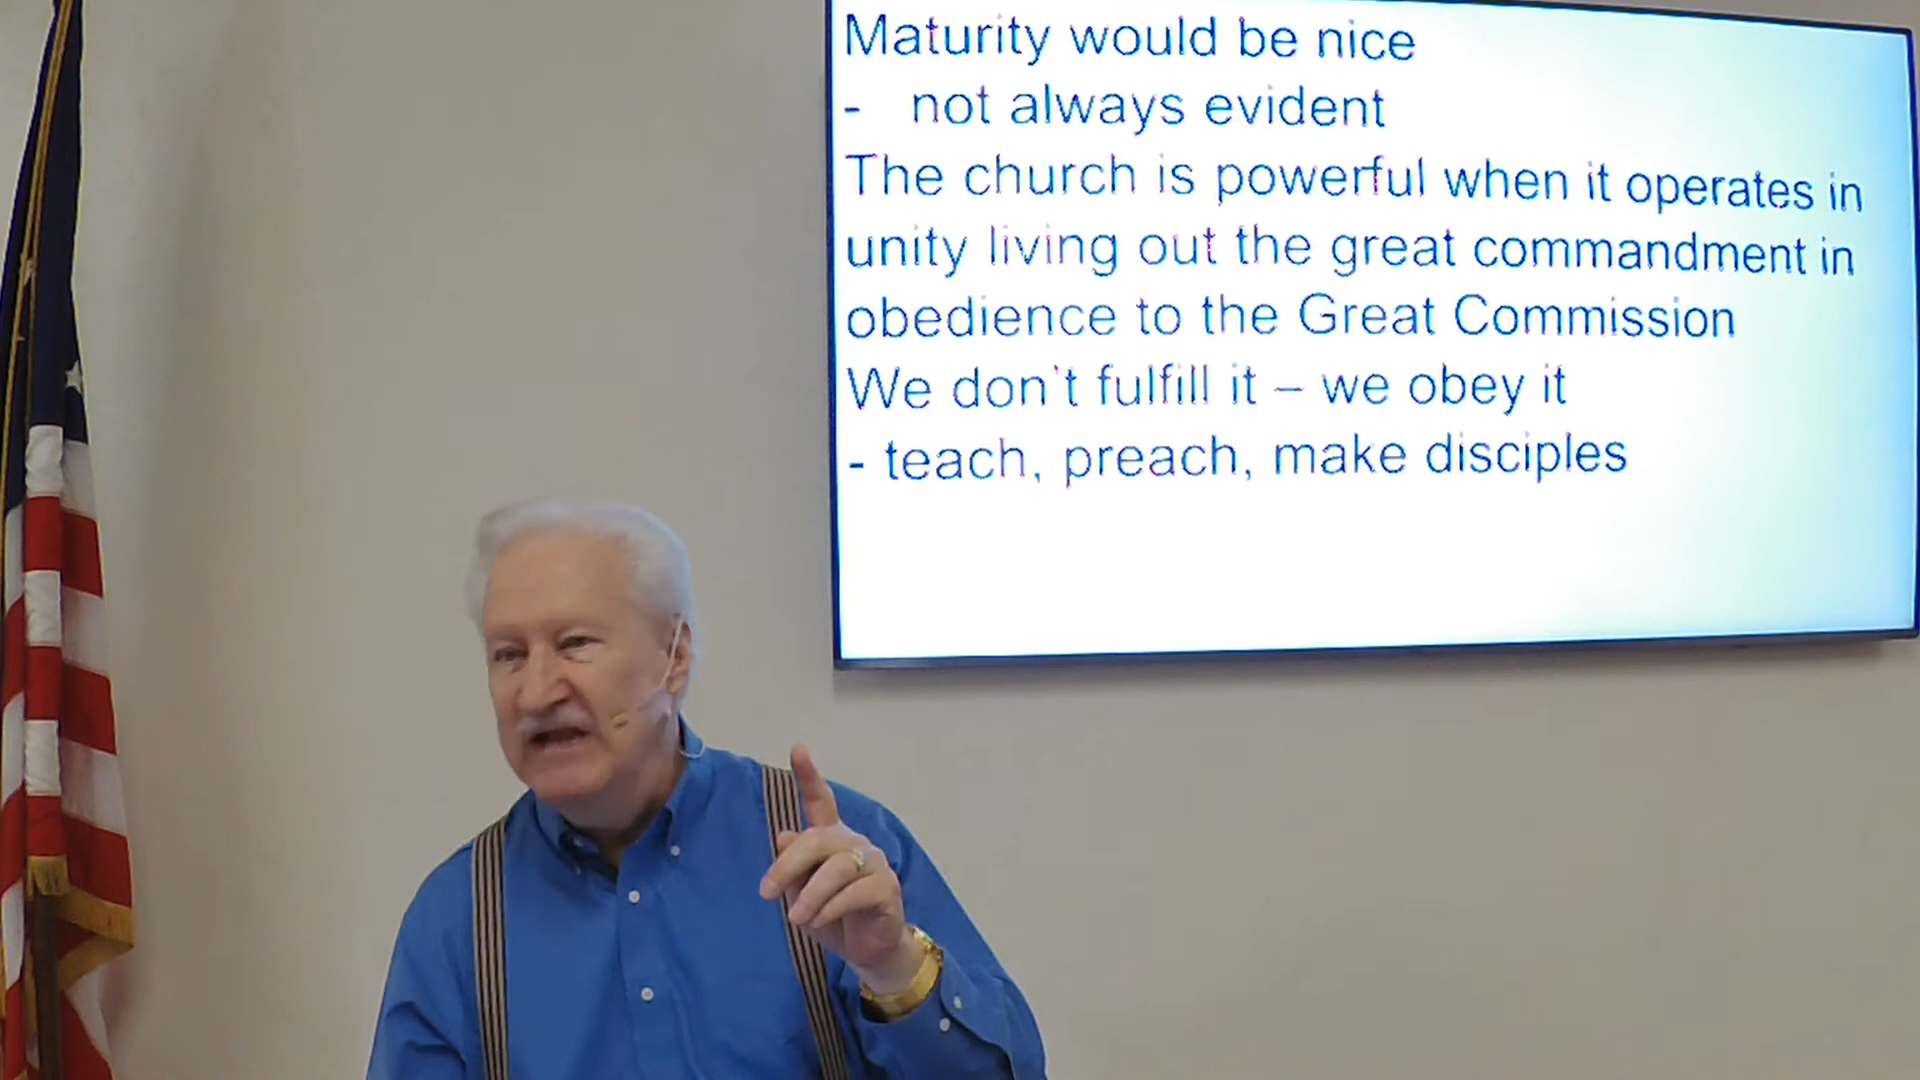 Maturity would be nice
- not always evident
The church is powerful when it operates in
unity living out the great commandment in
obedience to the Great Commission
We don't fulfill it – we obey it
- teach, preach, make disciples